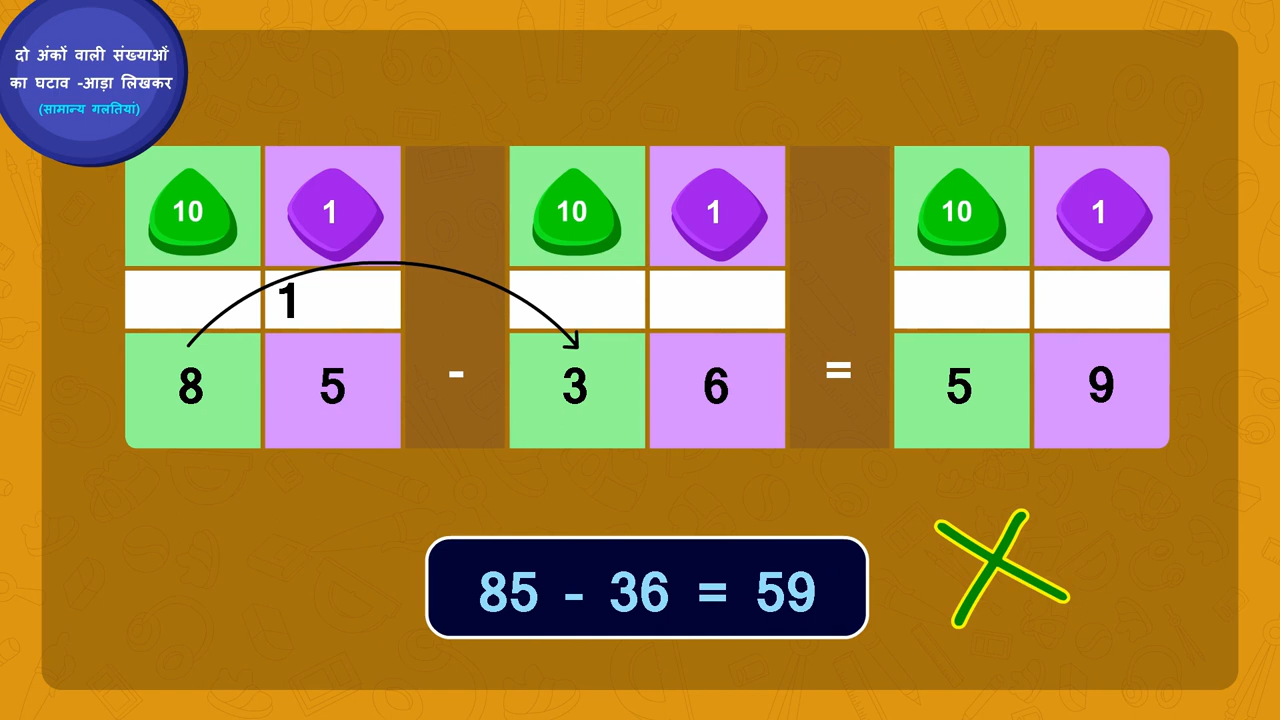 दो अंकों वाली संख्याओं
का घटाव -आड़ा लिखकर
(सामान्य गलतियां)
10 1 10 1 10 1
1
8 5 - 3 6 = 5 9
85 - 36 = 59